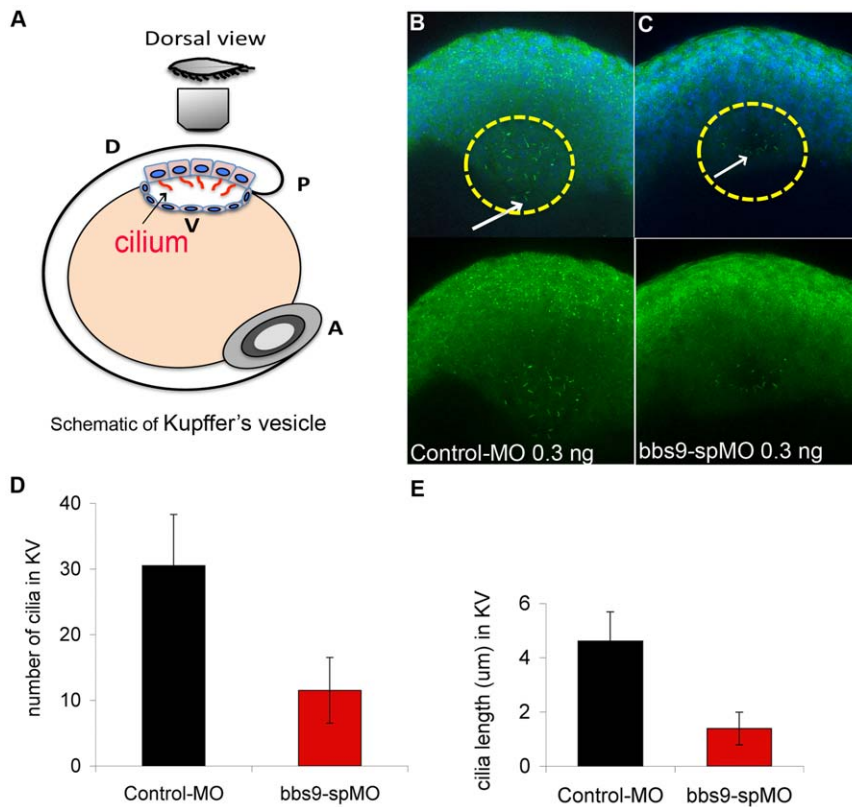 A
Dorsal view
D
P
V
cilium
A
Schematic of Kupffer's vesicle
B
C
Control-MO 0.3 ng
bbs9-spMO 0.3 ng
D
number of cilia in KV
40
30
20
10
0
Control-MO
bbs9-spMO
E
cilia length (um) in KV
6
4
2
0
Control-MO
bbs9-spMO